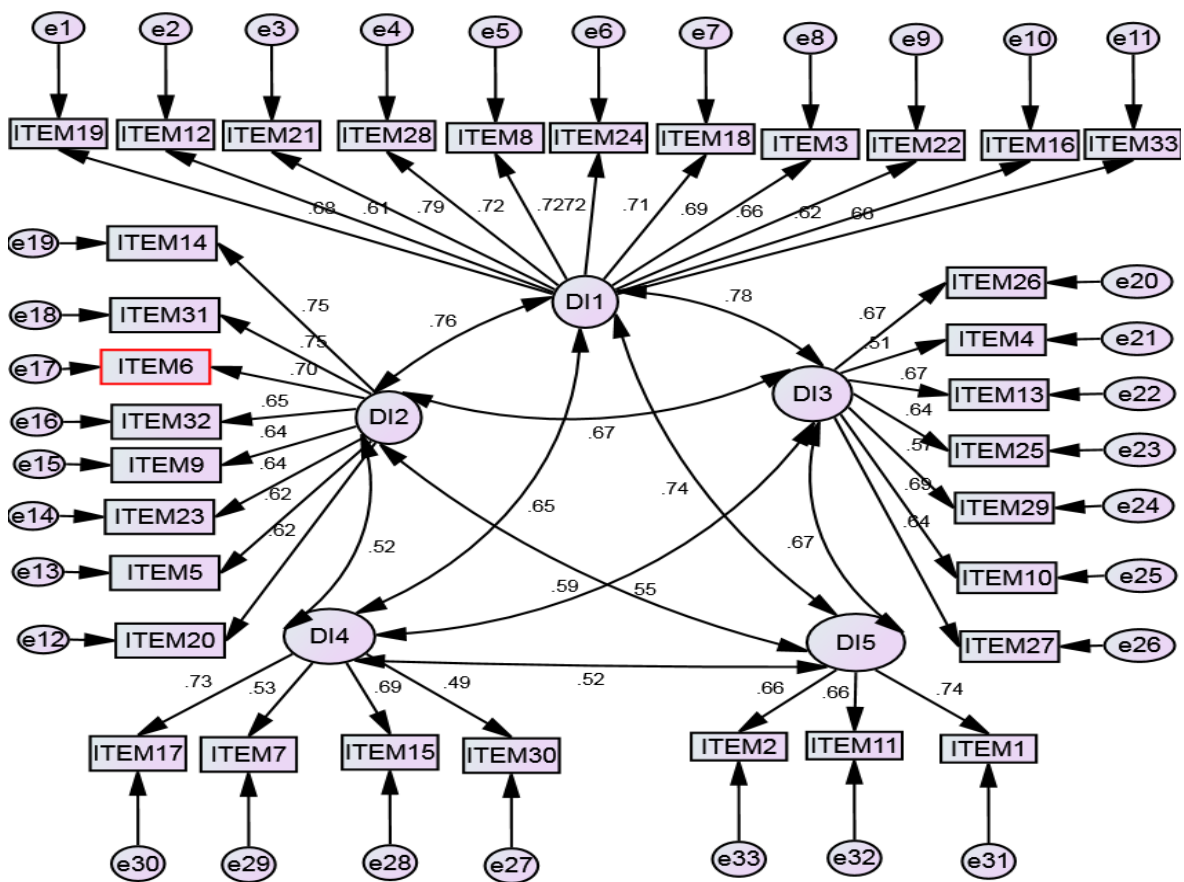 e1 e2 e3 e4 e5 e6 e7 e8 e9 e10 e11
ITEM19 ITEM12 ITEM21 ITEM28 ITEM8 ITEM24 ITEM18 ITEM3 ITEM22 ITEM16 ITEM33
.68 .61 .79 .72 .72 72 .71 .69 .66 .62 .66
e19 ITEM14
.75
e18 ITEM31
.75
e17 ITEM6
.70
e16 ITEM32
.65
e15 ITEM9
.64
.64
e14 ITEM23
.62
e13 ITEM5
.62
e12 ITEM20
DI1
DI2
DI3
.76
.78
.67
.65
.74
.52
.59
55
.67
.67
ITEM26 e20
.51
ITEM4 e21
.67
ITEM13 e22
.64
ITEM25 e23
.57
.69
ITEM29 e24
.64
ITEM10 e25
ITEM27 e26
DI4
.52
DI5
.73 .53 .69 .49
.66 .66 .74
ITEM17 ITEM7 ITEM15 ITEM30 ITEM2 ITEM11 ITEM1
e30 e29 e28 e27 e33 e32 e31